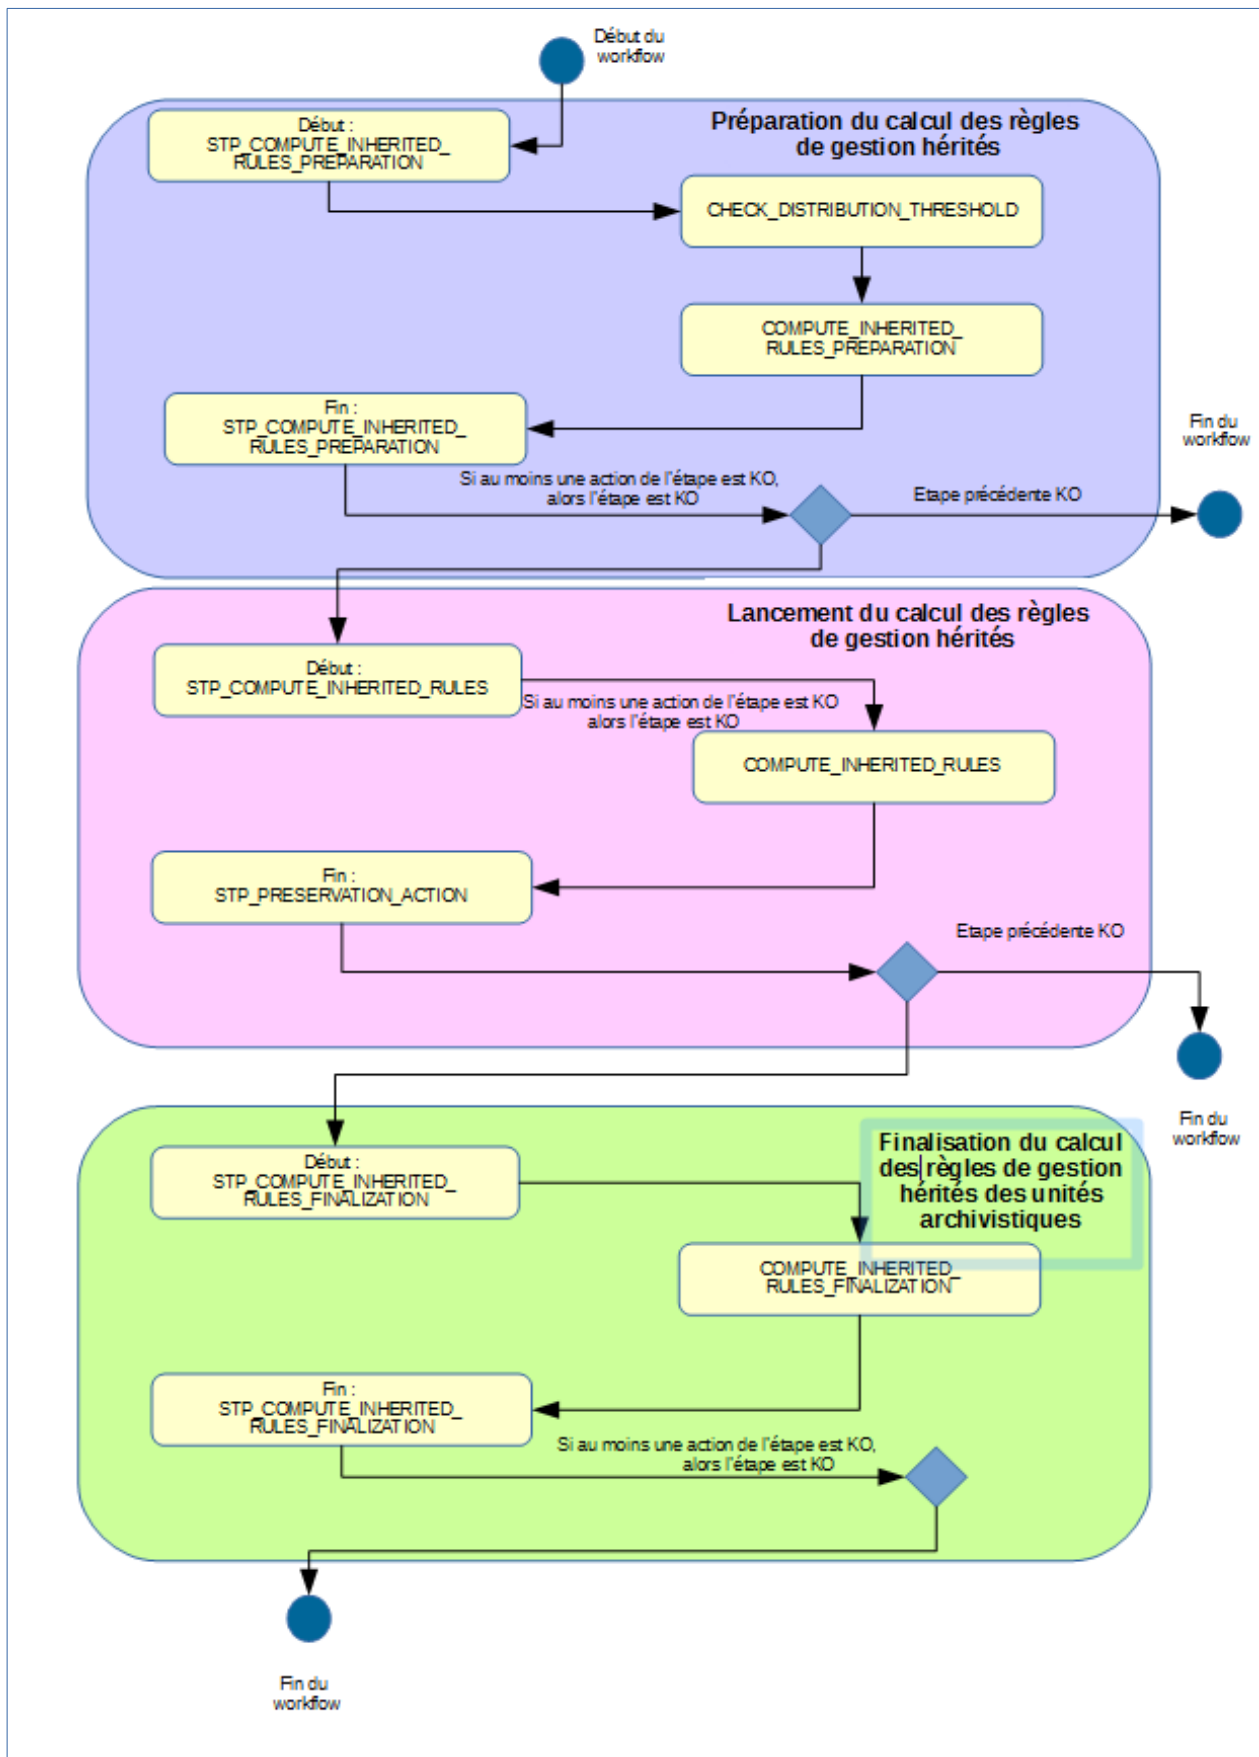 Début du
workflow
Préparation du calcul des règles
de gestion hérités
Début :
STP_COMPUTE_INHERITED_
RULES_PREPARATION
CHECK_DISTRIBUTION_THRESHOLD
COMPUTE_INHERITED_
RULES_PREPARATION
Fin :
STP_COMPUTE_INHERITED_
RULES_PREPARATION
Fin du
workflow
Si au moins une action de l'étape est KO,
alors l'étape est KO
Etape précédente KO
Lancement du calcul des règles
de gestion hérités
Début :
STP_COMPUTE_INHERITED_RULES
Si au moins une action de l'étape est KO
alors l'étape est KO
COMPUTE_INHERITED_RULES
Fin :
STP_PRESERVATION_ACTION
Etape précédente KO
Fin du
workflow
Finalisation du calcul
des règles de gestion
hérités des unités
archivistiques
Début :
STP_COMPUTE_INHERITED_
RULES_FINALIZATION
COMPUTE_INHERITED_
RULES_FINALIZATION
Fin :
STP_COMPUTE_INHERITED_
RULES_FINALIZATION
Si au moins une action de l'étape est KO,
alors l'étape est KO
Fin du
workflow